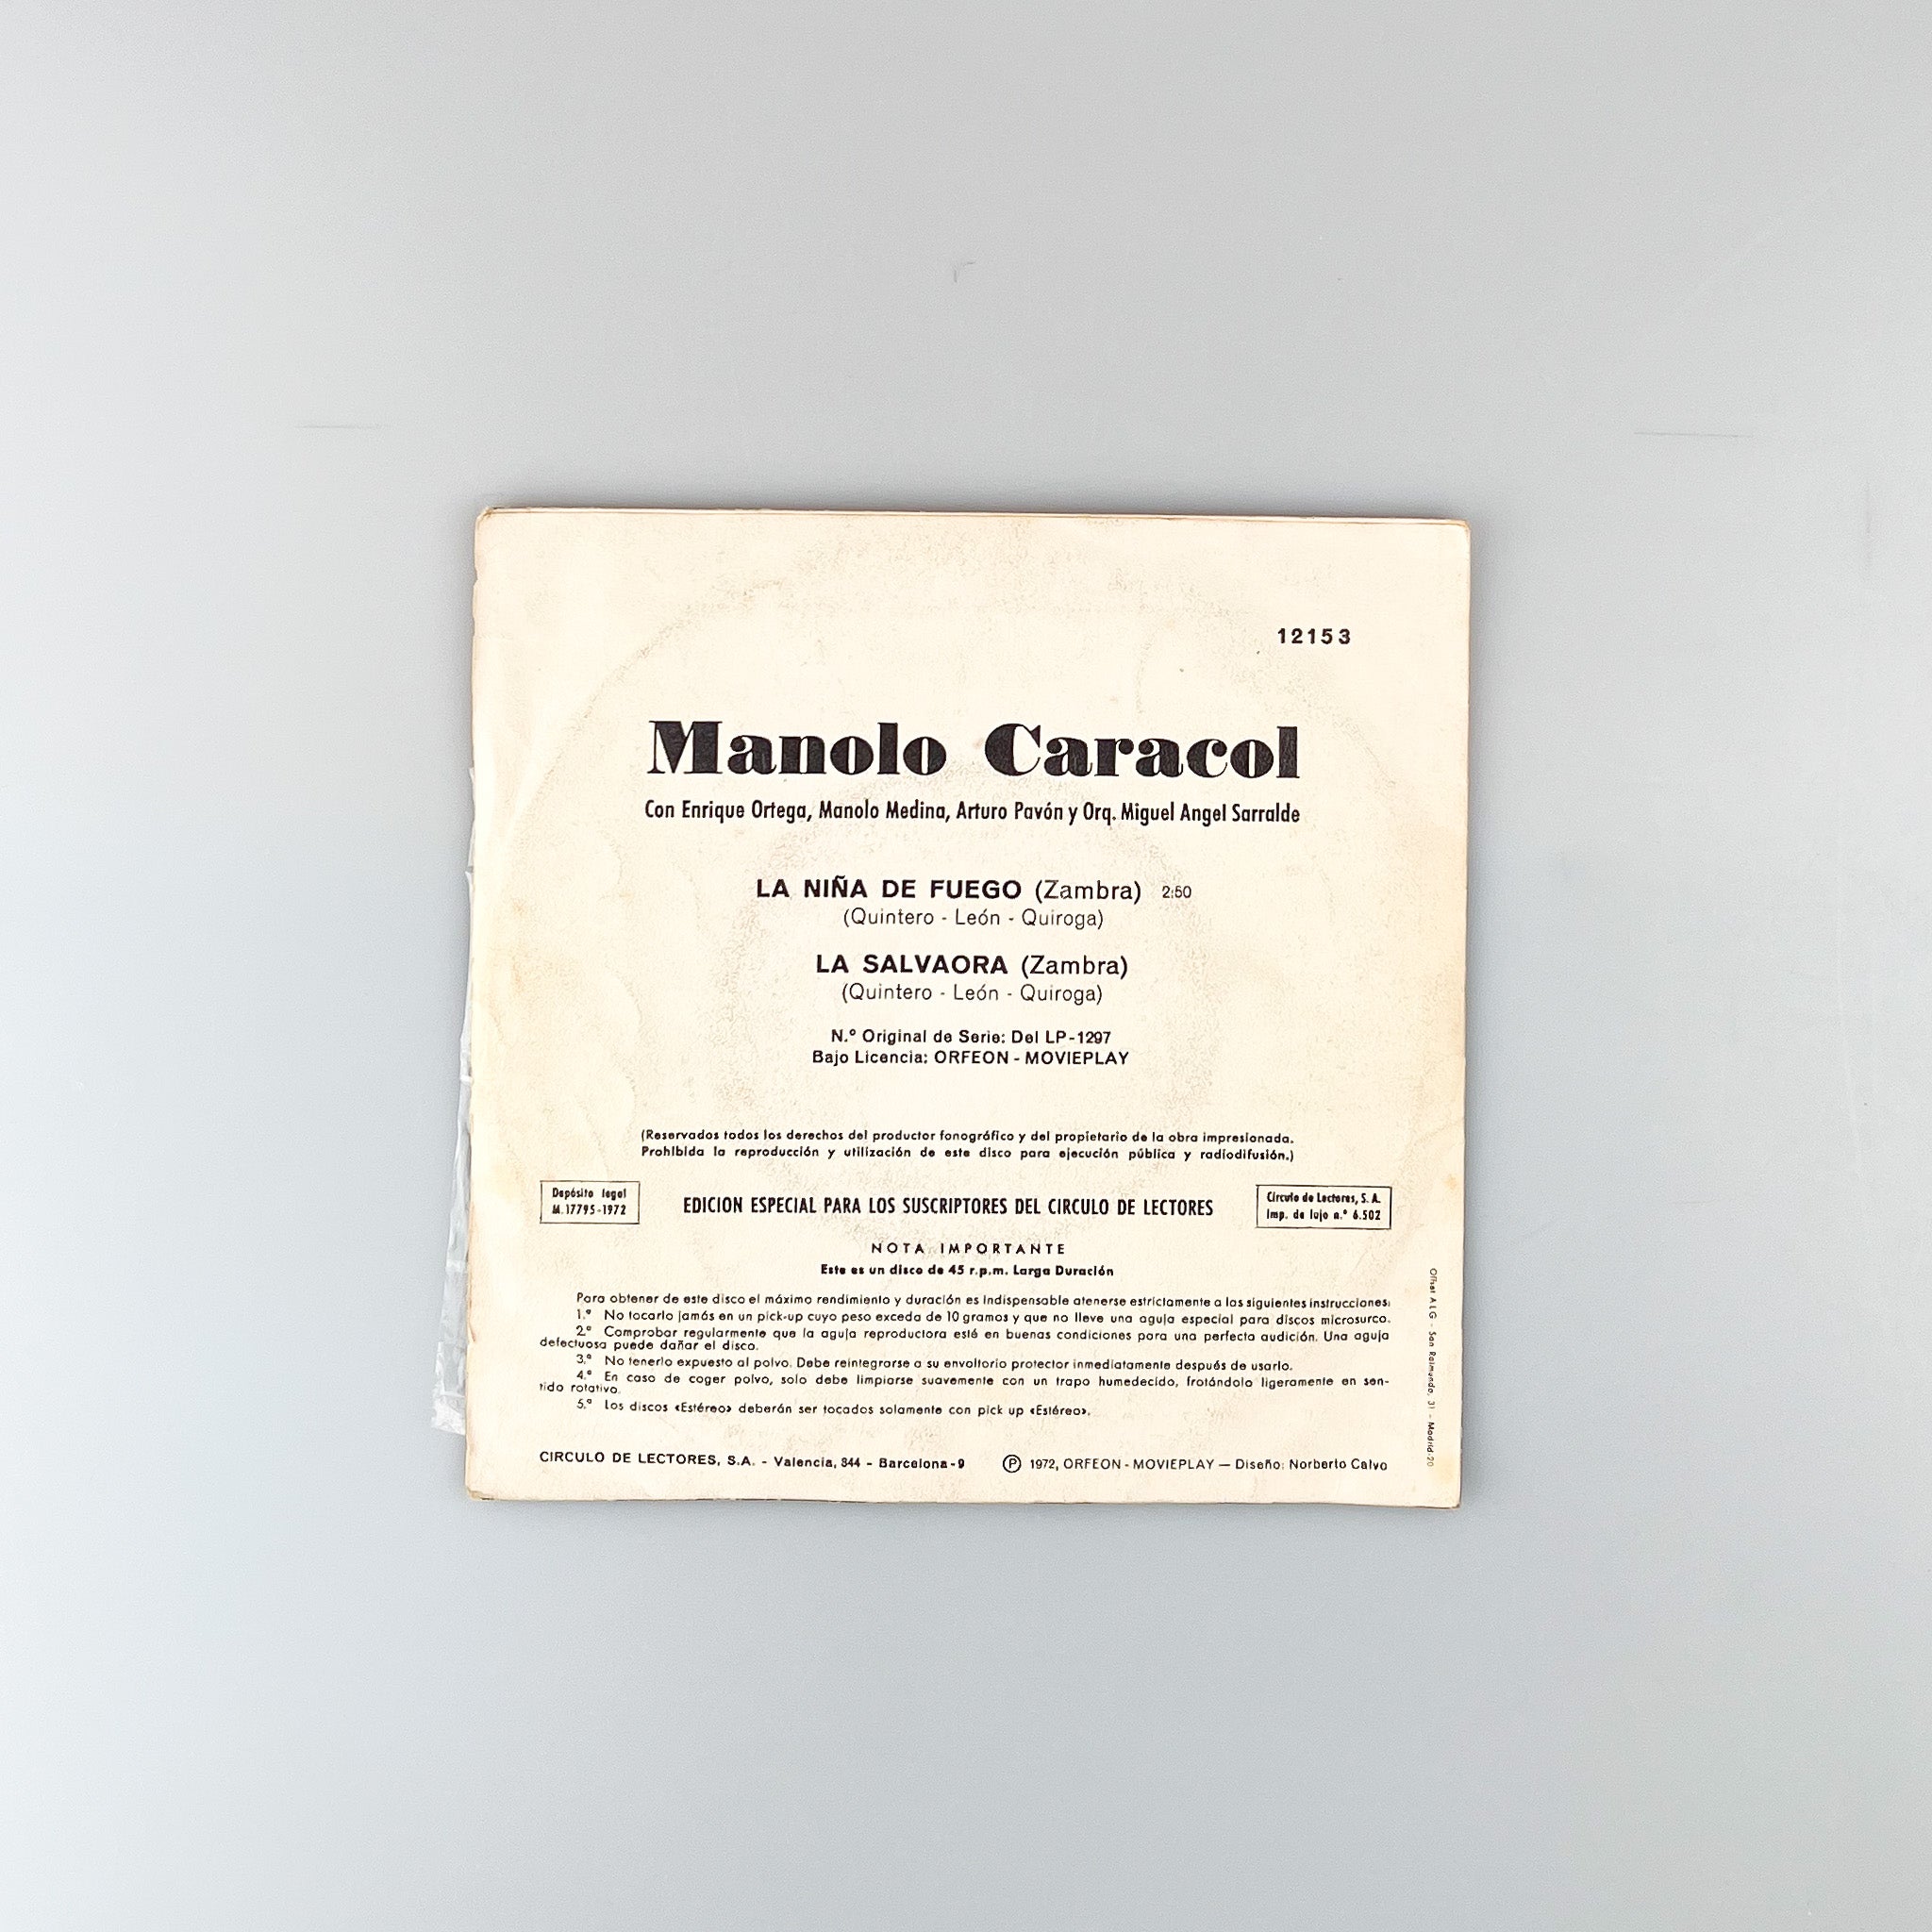 12153
Manolo Caracol
Con Enrique Ortega, Manolo Medina, Arturo Pavón y Orq. Miguel Angel Sarralde
LA NIÑA DE FUEGO (Zambra) 2:50
(Quintero - León - Quiroga)
LA SALVAORA (Zambra)
(Quintero - León - Quiroga)
N.º Original de Serie: Del LP-1297
Bajo Licencia: ORFEON - MOVIEPLAY
(Reservados todos los derechos del productor fonográfico y del propietario de la obra impresionada.
Prohibida la reproducción y utilización de este disco para ejecución pública y radiodifusión.)
Depósito legal
M. 17795-1972
EDICION ESPECIAL PARA LOS SUSCRIPTORES DEL CIRCULO DE LECTORES
Círculo de Lectores, S. A.
Imp. de lujo n.º 6.502
NOTA IMPORTANTE
Este es un disco de 45 r.p.m. Larga Duración
Para obtener de este disco el máximo rendimiento y duración es indispensable atenerse estrictamente a las siguientes instrucciones:
1.º No tocarlo jamás en un pick-up cuyo peso exceda de 10 gramos y que no lleve una aguja especial para discos microsurco.
2.º Comprobar regularmente que la aguja reproductora esté en buenas condiciones para una perfecta audición. Una aguja
defectuosa puede dañar el disco.
3.º No tenerlo expuesto al polvo. Debe reintegrarse a su envoltorio protector inmediatamente después de usarlo.
4.º En caso de coger polvo, solo debe limpiarse suavemente con un trapo humedecido, frotándolo ligeramente en sen-
tido rotativo.
5.º Los discos «Estéreo» deberán ser tocados solamente con pick up «Estéreo».
CIRCULO DE LECTORES, S.A. - Valencia, 344 - Barcelona-9
Ⓟ 1972, ORFEON - MOVIEPLAY — Diseño: Norberto Calvo
Offset ALG - San Raimundo, 31 - Madrid-20